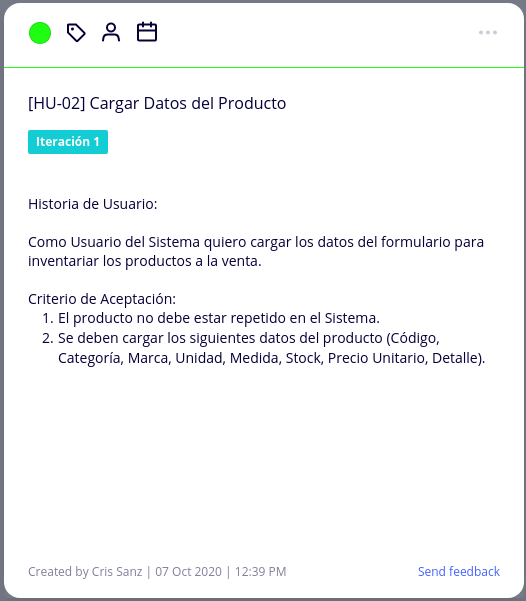 [HU-02] Cargar Datos del Producto
Iteración 1
Historia de Usuario:
Como Usuario del Sistema quiero cargar los datos del formulario para
inventariar los productos a la venta.
Criterio de Aceptación:
1. El producto no debe estar repetido en el Sistema.
2. Se deben cargar los siguientes datos del producto (Código,
Categoría, Marca, Unidad, Medida, Stock, Precio Unitario, Detalle).
Created by Cris Sanz | 07 Oct 2020 | 12:39 PM
Send feedback